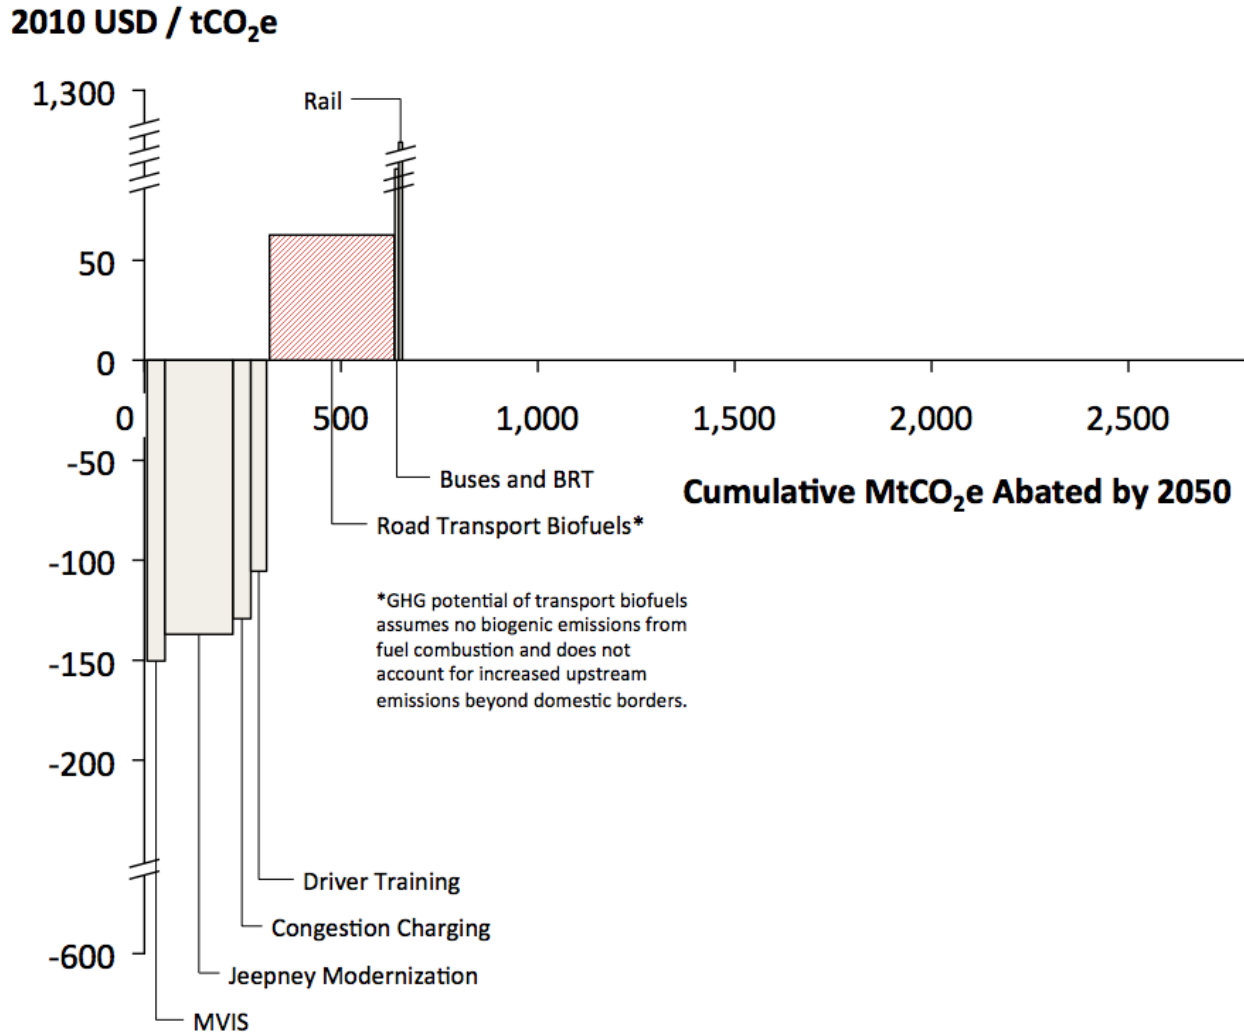 2010 USD / tCO₂e
1,300
Rail
50
0
0 500 1,000 1,500 2,000 2,500
-50
Buses and BRT
Cumulative MtCO₂e Abated by 2050
Road Transport Biofuels*
-100
*GHG potential of transport biofuels
assumes no biogenic emissions from
fuel combustion and does not
account for increased upstream
emissions beyond domestic borders.
-150
-200
Driver Training
Congestion Charging
-600
Jeepney Modernization
MVIS